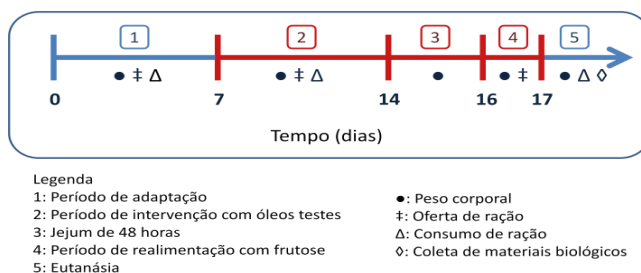 1 2 3 4 5
● ‡ Δ ● ‡ Δ ● ● ‡ ● Δ ◊
0 7 14 16 17
Tempo (dias)
Legenda
1: Período de adaptação
2: Período de intervenção com óleos testes
3: Jejum de 48 horas
4: Período de realimentação com frutose
5: Eutanásia
●: Peso corporal
‡: Oferta de ração
Δ: Consumo de ração
◊: Coleta de materiais biológicos